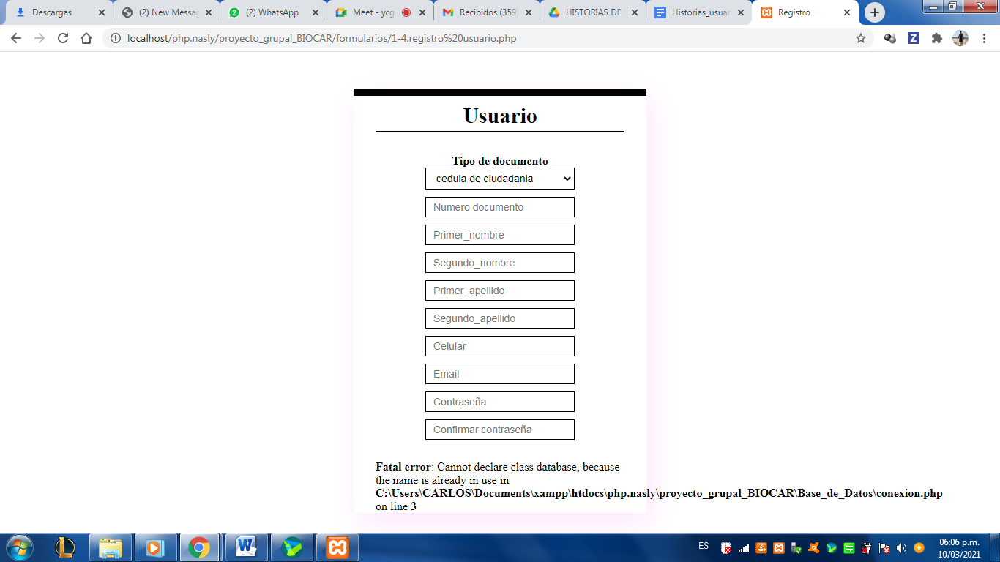 Descargas
(2) New Messag
(2) WhatsApp
Meet - ycg
Recibidos (359)
HISTORIAS DE
Historias_usuar
Registro
localhost/php.nasly/proyecto_grupal_BIOCAR/formularios/1-4.registro%20usuario.php
Usuario
Tipo de documento
cedula de ciudadania
Numero documento
Primer_nombre
Segundo_nombre
Primer_apellido
Segundo_apellido
Celular
Email
Contraseña
Confirmar contraseña
Fatal error: Cannot declare class database, because
the name is already in use in
C:\Users\CARLOS\Documents\xampp\htdocs\php.nasly\proyecto_grupal_BIOCAR\Base_de_Datos\conexion.php
on line 3
ES
06:06 p.m.
10/03/2021